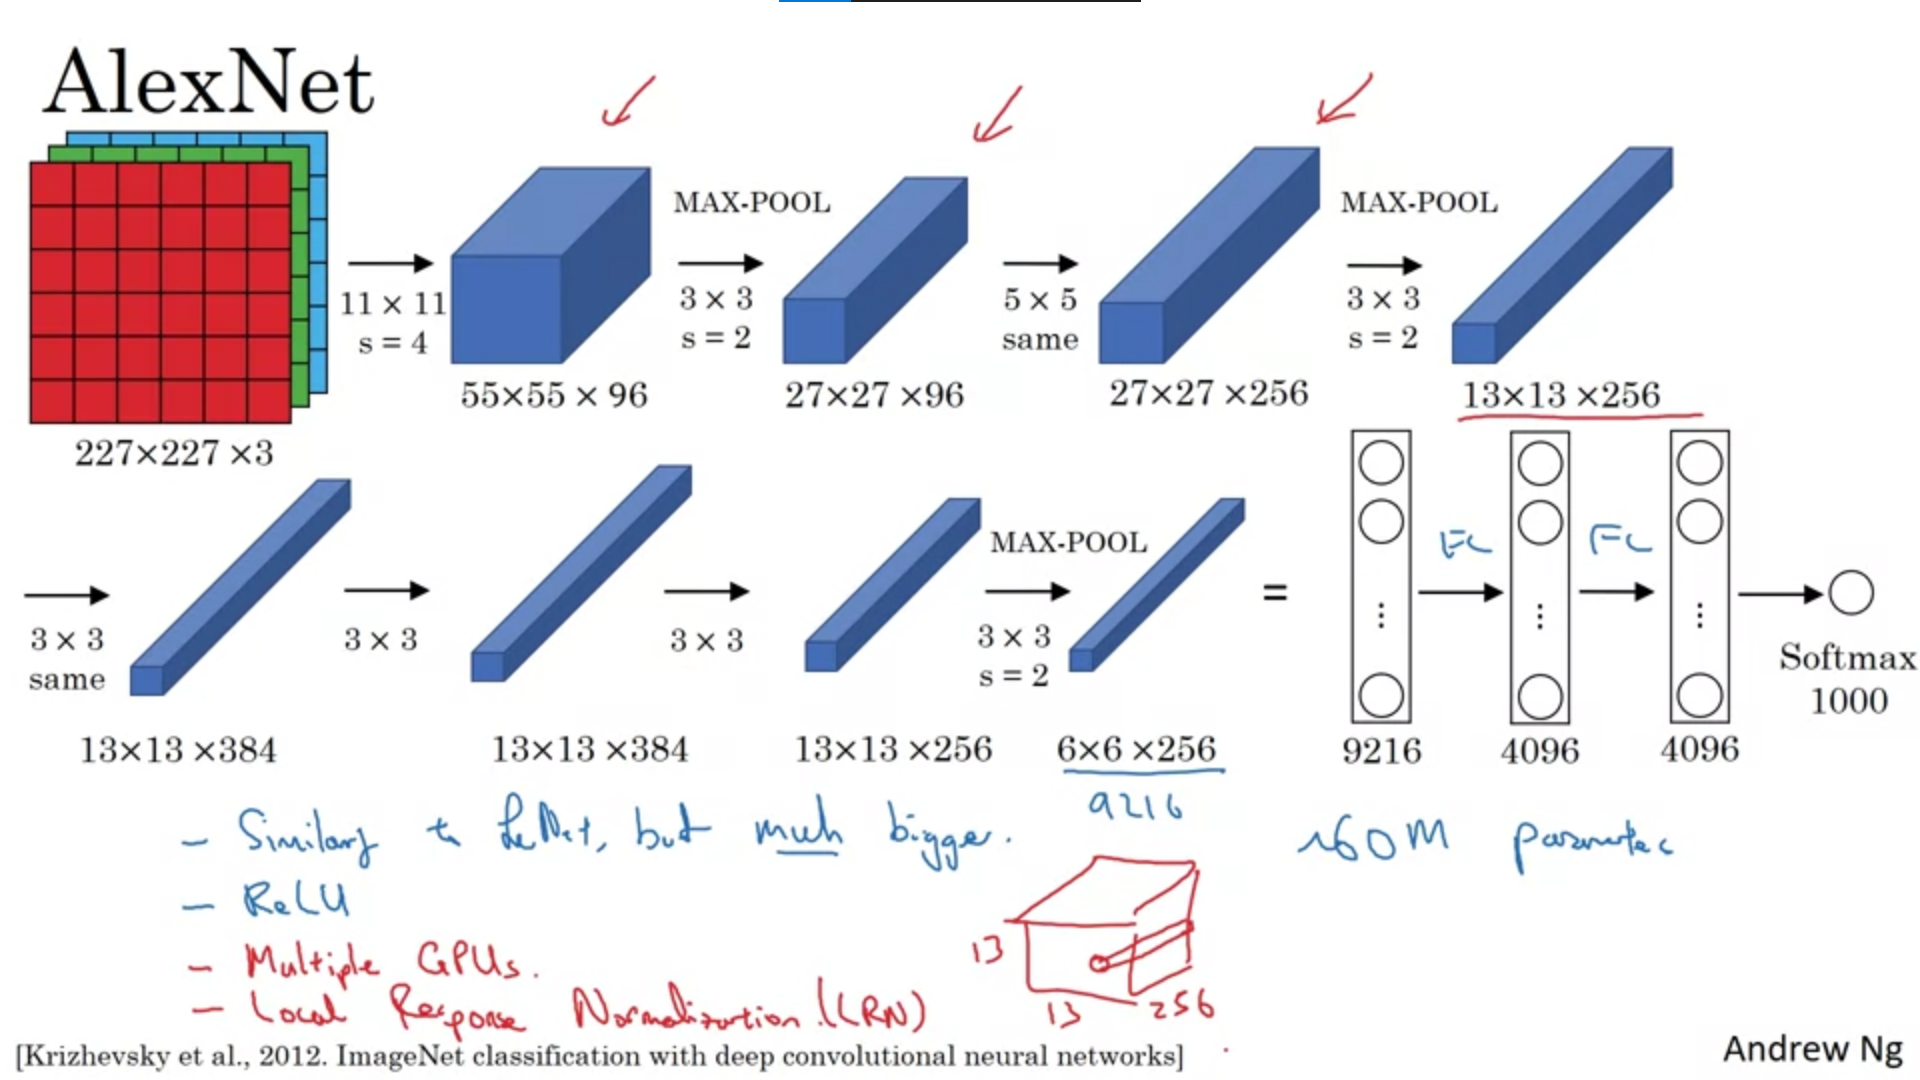 AlexNet
MAX-POOL
MAX-POOL
11 × 11
s = 4
3 × 3
s = 2
5 × 5
same
3 × 3
s = 2
227×227 ×3
55×55 × 96
27×27 ×96
27×27 ×256
13×13 ×256
MAX-POOL
FC
FC
3 × 3
same
3 × 3
3 × 3
3 × 3
s = 2
=
⋮
⋮
⋮
Softmax
1000
13×13 ×384
13×13 ×384
13×13 ×256
6×6 ×256
9216
4096
4096
9216
- Similarity to LeNet, but much bigger.
~60M parameters
- ReLU
- Multiple GPUs.
- Local Response Normalization (LRN)
13
13
256
[Krizhevsky et al., 2012. ImageNet classification with deep convolutional neural networks]
Andrew Ng